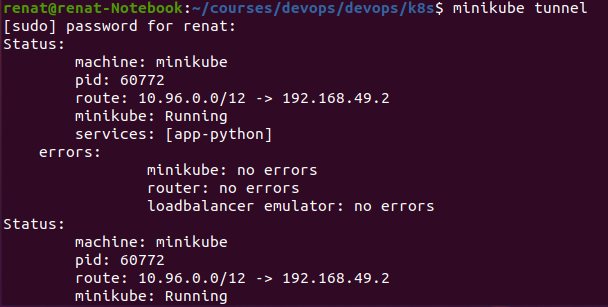 renat@renat-Notebook:~/courses/devops/devops/k8s$ minikube tunnel
[sudo] password for renat:
Status:
machine: minikube
pid: 60772
route: 10.96.0.0/12 -> 192.168.49.2
minikube: Running
services: [app-python]
errors:
minikube: no errors
router: no errors
loadbalancer emulator: no errors
Status:
machine: minikube
pid: 60772
route: 10.96.0.0/12 -> 192.168.49.2
minikube: Running